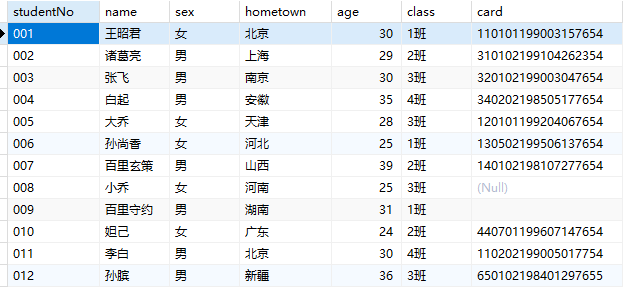 studentNo name sex hometown age class card
001 王昭君 女 北京 30 1班 110101199003157654
002 诸葛亮 男 上海 29 2班 310102199104262354
003 张飞 男 南京 30 3班 320102199003047654
004 白起 男 安徽 35 4班 340202198505177654
005 大乔 女 天津 28 3班 120101199204067654
006 孙尚香 女 河北 25 1班 130502199506137654
007 百里玄策 男 山西 39 2班 140102198107277654
008 小乔 女 河南 25 3班 (Null)
009 百里守约 男 湖南 31 1班
010 妲己 女 广东 24 2班 440701199607147654
011 李白 男 北京 30 4班 110202199005017754
012 孙膑 男 新疆 36 3班 650102198401297655